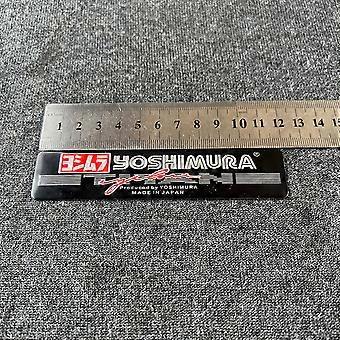 1 2 3 4 5 6 7 8 9 10 11 12 13 14 15
ヨシムラ YOSHIMURA®
Cyclone
Produced by YOSHIMURA
MADE IN JAPAN